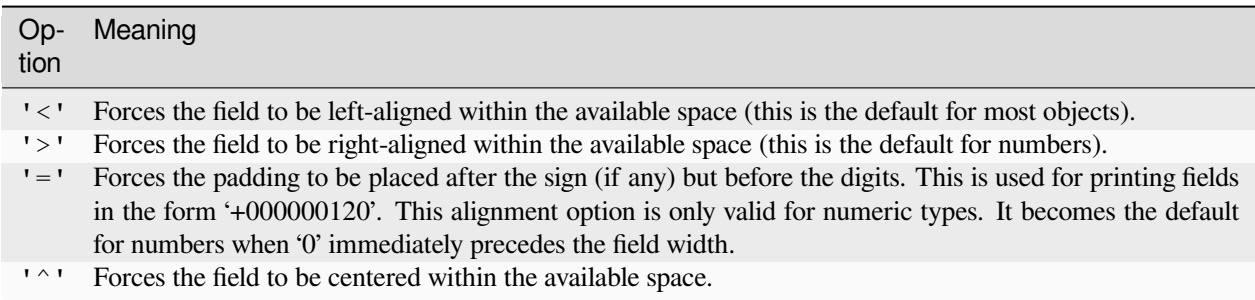 Op- Meaning
tion
'<' Forces the field to be left-aligned within the available space (this is the default for most objects).
'>' Forces the field to be right-aligned within the available space (this is the default for numbers).
'=' Forces the padding to be placed after the sign (if any) but before the digits. This is used for printing fields
in the form ‘+000000120’. This alignment option is only valid for numeric types. It becomes the default
for numbers when ‘0’ immediately precedes the field width.
'^' Forces the field to be centered within the available space.